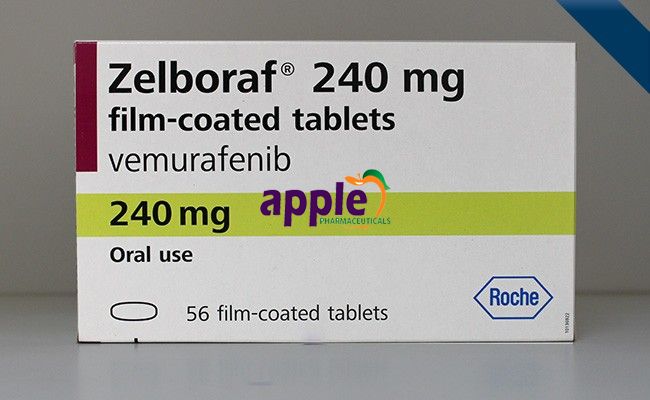 Zelboraf® 240 mg
film-coated tablets
vemurafenib
240 mg
apple
PHARMACEUTICALS
Oral use
56 film-coated tablets
Roche